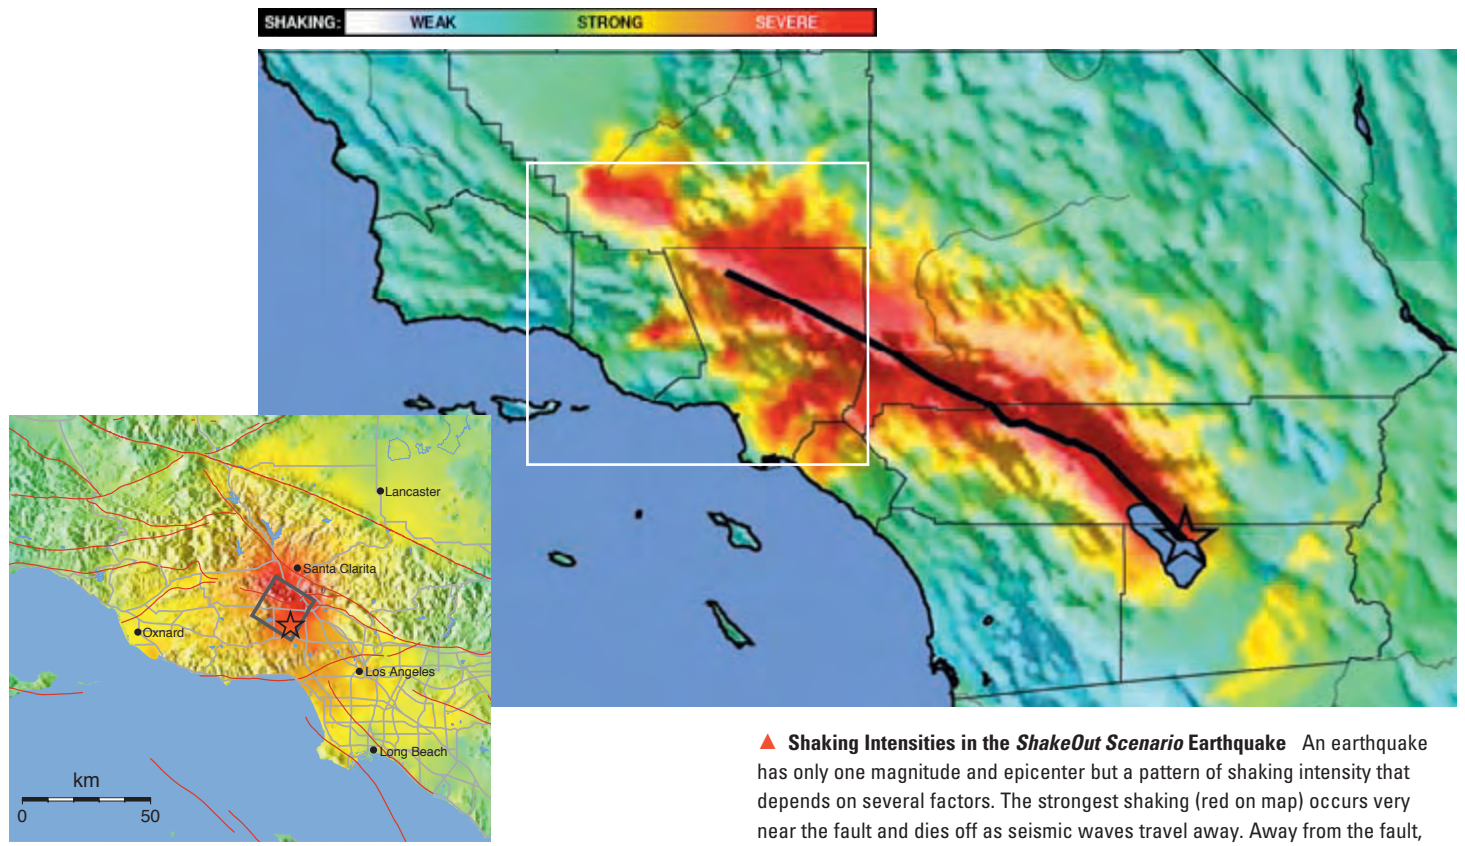 SHAKING: WEAK STRONG SEVERE
Lancaster
Santa Clarita
Oxnard
Los Angeles
Long Beach
km
0 50
▲ Shaking Intensities in the ShakeOut Scenario Earthquake An earthquake
has only one magnitude and epicenter but a pattern of shaking intensity that
depends on several factors. The strongest shaking (red on map) occurs very
near the fault and dies off as seismic waves travel away. Away from the fault,